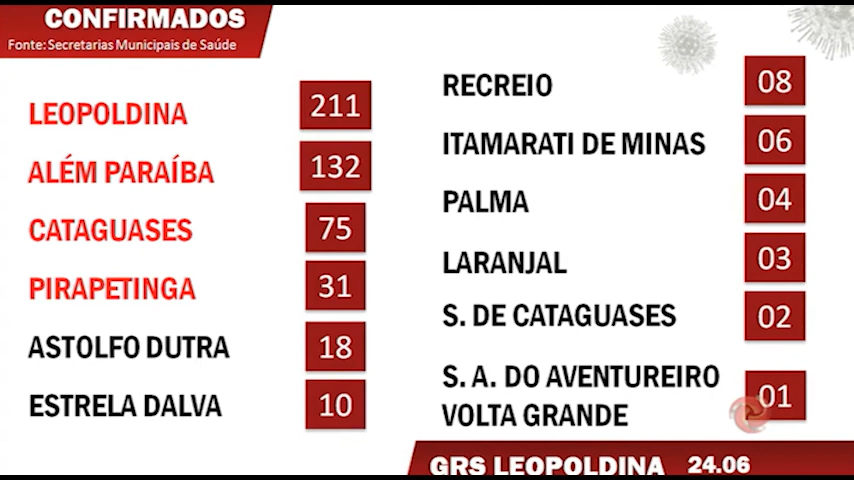 CONFIRMADOS
Fonte: Secretarias Municipais de Saúde
LEOPOLDINA 211
ALÉM PARAÍBA 132
CATAGUASES 75
PIRAPETINGA 31
ASTOLFO DUTRA 18
ESTRELA DALVA 10
RECREIO 08
ITAMARATI DE MINAS 06
PALMA 04
LARANJAL 03
S. DE CATAGUASES 02
S. A. DO AVENTUREIRO
VOLTA GRANDE 01
GRS LEOPOLDINA 24.06